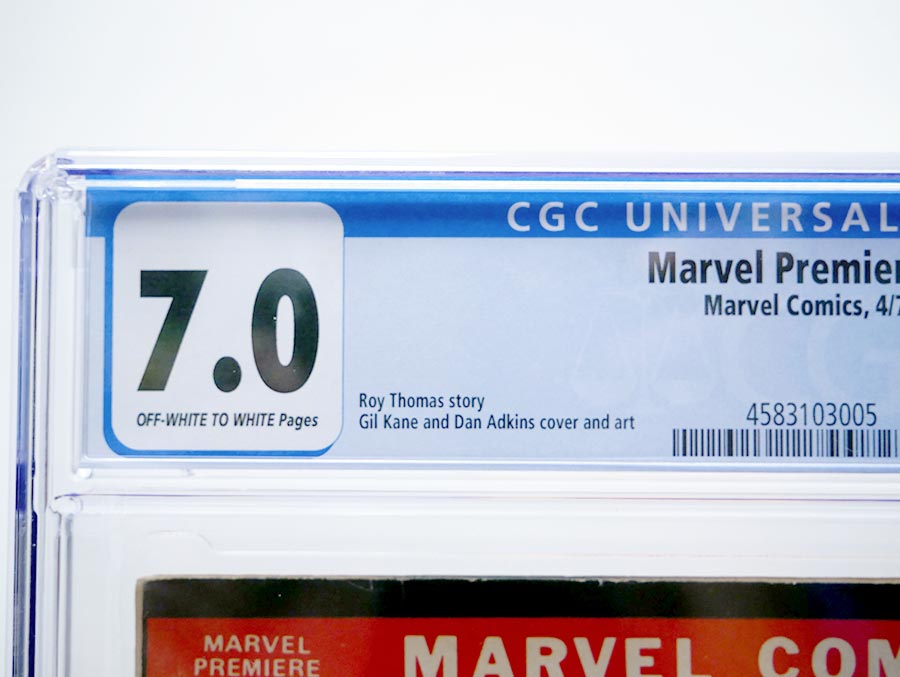 CGC UNIVERSAL
Marvel Premier
Marvel Comics, 4/7
7.0
OFF-WHITE TO WHITE Pages
Roy Thomas story
Gil Kane and Dan Adkins cover and art
4583103005
MARVEL
PREMIERE
MARVEL COM